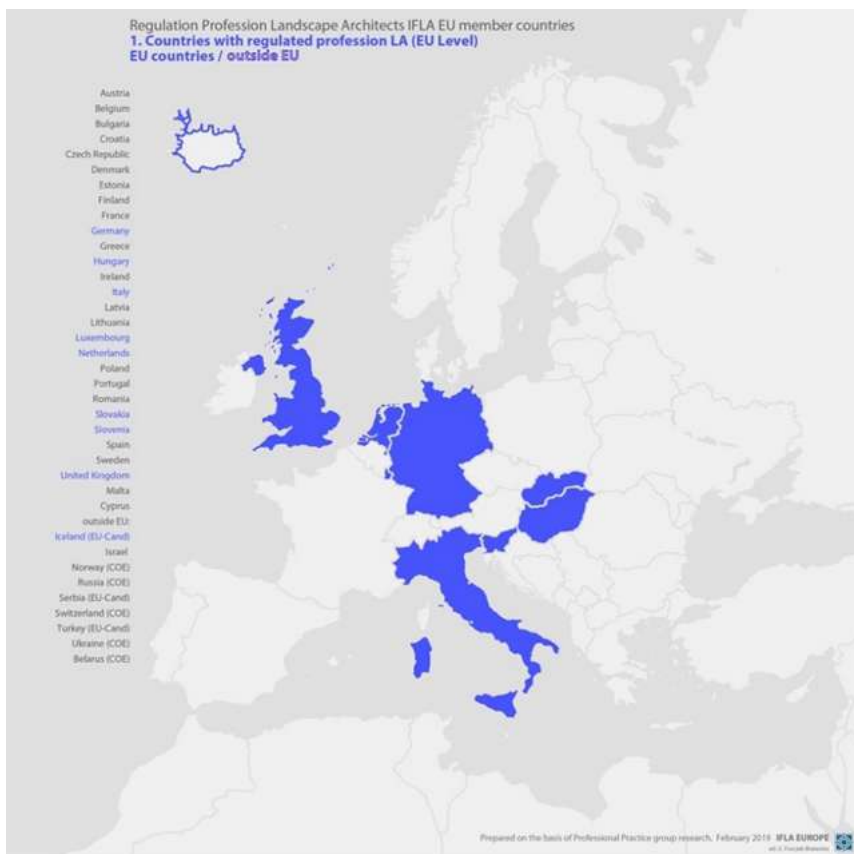 Regulation Profession Landscape Architects IFLA EU member countries
1. Countries with regulated profession LA (EU Level)
EU countries / outside EU
Austria
Belgium
Bulgaria
Croatia
Czech Republic
Denmark
Estonia
Finland
France
Germany
Greece
Hungary
Ireland
Italy
Latvia
Lithuania
Luxembourg
Netherlands
Poland
Portugal
Romania
Slovakia
Slovenia
Spain
Sweden
United Kingdom
Malta
Cyprus
outside EU:
Iceland (EU-Cand)
Israel
Norway (COE)
Russia (COE)
Serbia (EU-Cand)
Switzerland (COE)
Turkey (EU-Cand)
Ukraine (COE)
Belarus (COE)
Prepared on the basis of Professional Practice group research, February 2019 IFLA EUROPE